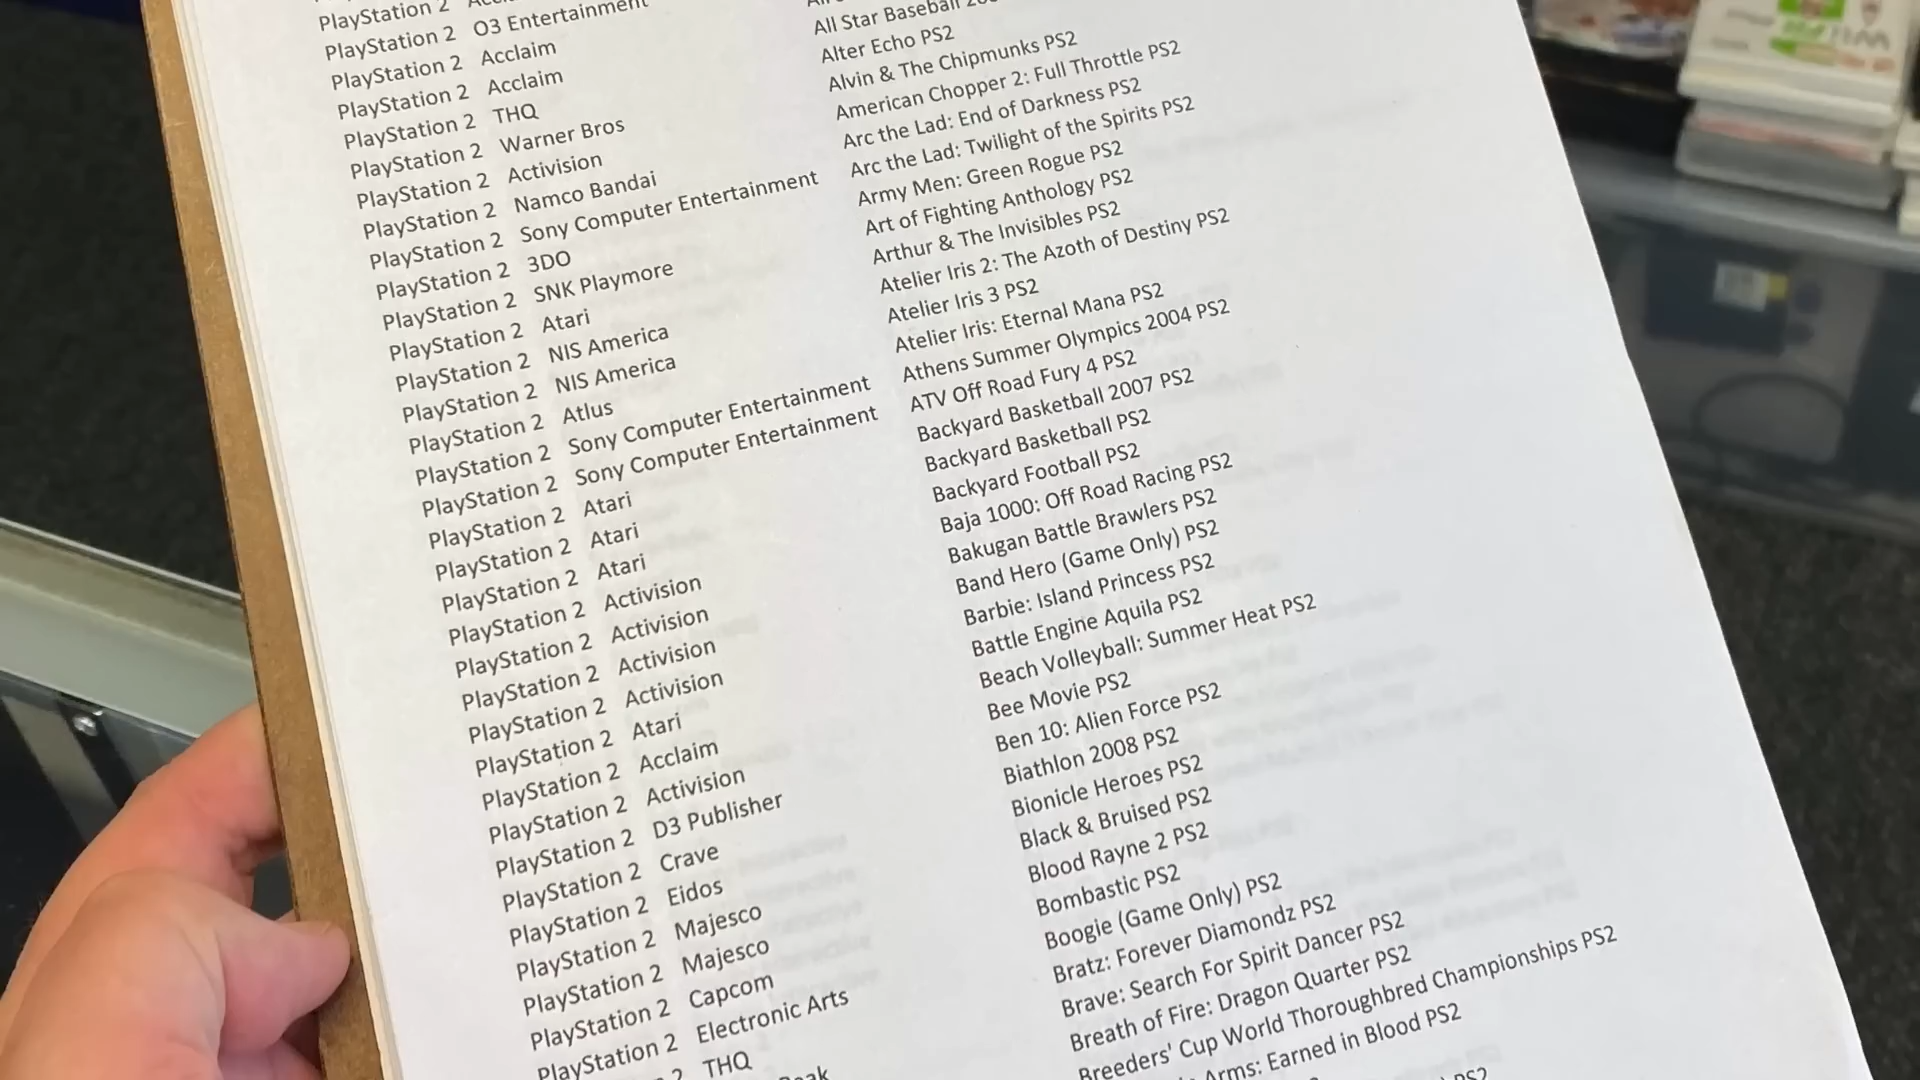 PlayStation 2
PlayStation 2 O3 Entertainment
PlayStation 2 Acclaim
PlayStation 2 Acclaim All Star Baseball
PlayStation 2 THQ Alter Echo PS2
PlayStation 2 Warner Bros Alvin & The Chipmunks PS2
PlayStation 2 Activision American Chopper 2: Full Throttle PS2
PlayStation 2 Namco Bandai Arc the Lad: End of Darkness PS2
PlayStation 2 Sony Computer Entertainment Arc the Lad: Twilight of the Spirits PS2
PlayStation 2 3DO Army Men: Green Rogue PS2
PlayStation 2 SNK Playmore Art of Fighting Anthology PS2
PlayStation 2 Atari Arthur & The Invisibles PS2
PlayStation 2 NIS America Atelier Iris 2: The Azoth of Destiny PS2
PlayStation 2 NIS America Atelier Iris 3 PS2
PlayStation 2 Atlus Atelier Iris: Eternal Mana PS2
PlayStation 2 Sony Computer Entertainment Athens Summer Olympics 2004 PS2
PlayStation 2 Sony Computer Entertainment ATV Off Road Fury 4 PS2
PlayStation 2 Atari Backyard Basketball 2007 PS2
PlayStation 2 Atari Backyard Basketball PS2
PlayStation 2 Atari Backyard Football PS2
PlayStation 2 Activision Baja 1000: Off Road Racing PS2
PlayStation 2 Activision Bakugan Battle Brawlers PS2
PlayStation 2 Activision Band Hero (Game Only) PS2
PlayStation 2 Activision Barbie: Island Princess PS2
PlayStation 2 Atari Battle Engine Aquila PS2
PlayStation 2 Acclaim Beach Volleyball: Summer Heat PS2
PlayStation 2 Activision Bee Movie PS2
PlayStation 2 D3 Publisher Ben 10: Alien Force PS2
PlayStation 2 Crave Biathlon 2008 PS2
PlayStation 2 Eidos Bionicle Heroes PS2
PlayStation 2 Majesco Black & Bruised PS2
PlayStation 2 Majesco Blood Rayne 2 PS2
PlayStation 2 Capcom Bombastic PS2
PlayStation 2 Electronic Arts Boogie (Game Only) PS2
2 THQ Bratz: Forever Diamondz PS2
Brave: Search For Spirit Dancer PS2
Breath of Fire: Dragon Quarter PS2
Breeders' Cup World Thoroughbred Championships PS2
Arms: Earned in Blood PS2
PS2